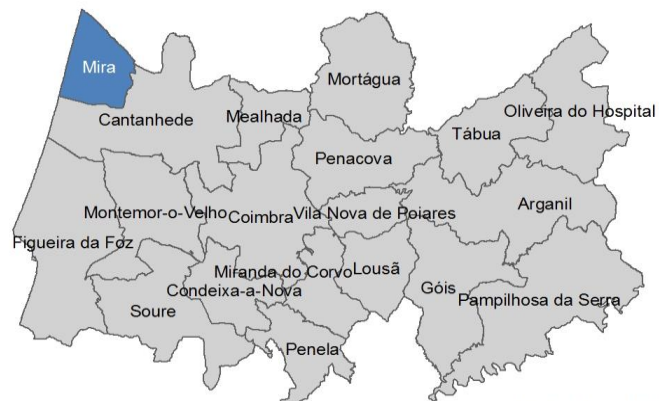 Mira
Mortágua
Oliveira do Hospital
Cantanhede
Mealhada
Tábua
Penacova
Arganil
Montemor-o-Velho
Coimbra
Vila Nova de Poiares
Figueira da Foz
Miranda do Corvo
Lousã
Condeixa-a-Nova
Góis
Pampilhosa da Serra
Soure
Penela